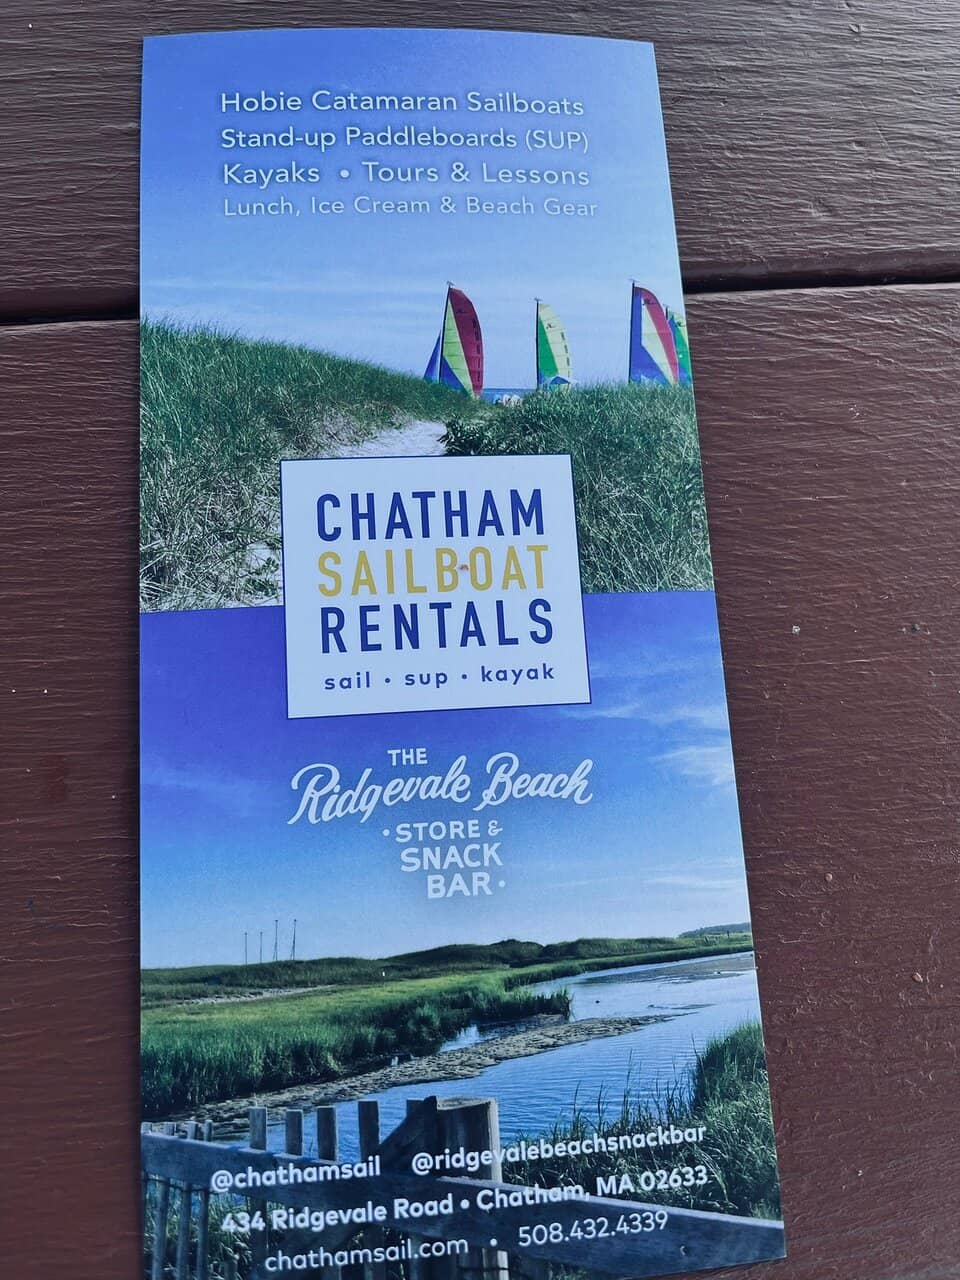 Hobie Catamaran Sailboats
Stand-up Paddleboards (SUP)
Kayaks • Tours & Lessons
Lunch, Ice Cream & Beach Gear
CHATHAM
SAILBOAT
RENTALS
sail • sup • kayak
THE
Ridgevale Beach
• STORE &
SNACK
BAR •
@chathamsail @ridgevalebeachsnackbar
434 Ridgevale Road • Chatham, MA 02633
chathamsail.com • 508.432.4339